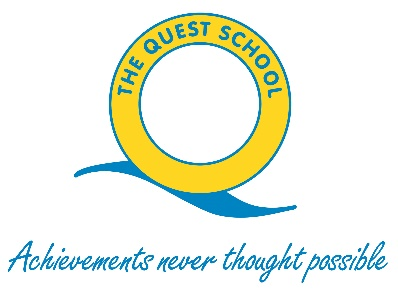 THE QUEST SCHOOL
Achievements never thought possible